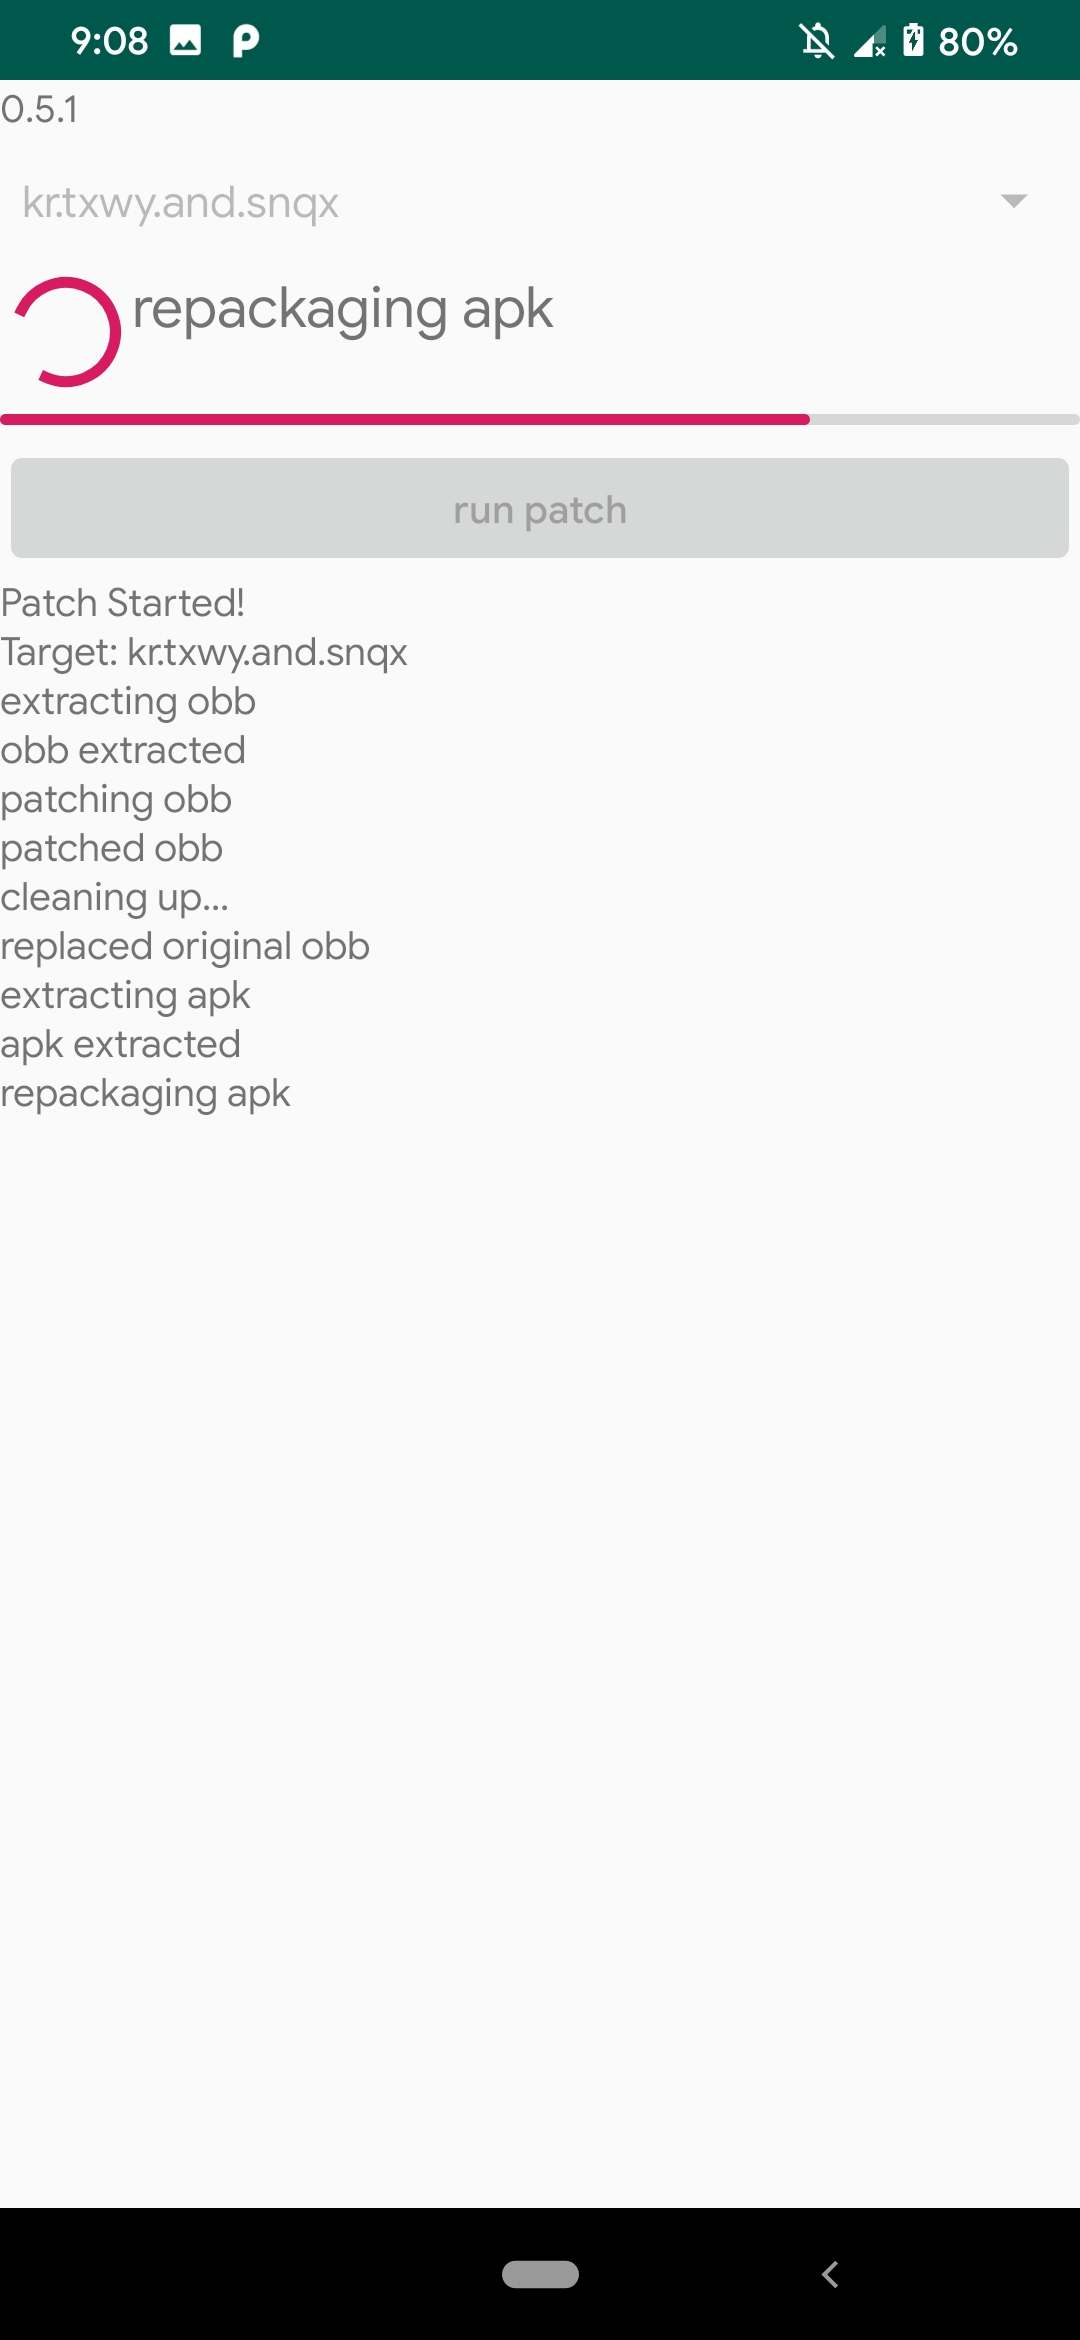 9:08 80%
0.5.1
kr.txwy.and.snqx
repackaging apk
run patch
Patch Started!
Target: kr.txwy.and.snqx
extracting obb
obb extracted
patching obb
patched obb
cleaning up...
replaced original obb
extracting apk
apk extracted
repackaging apk